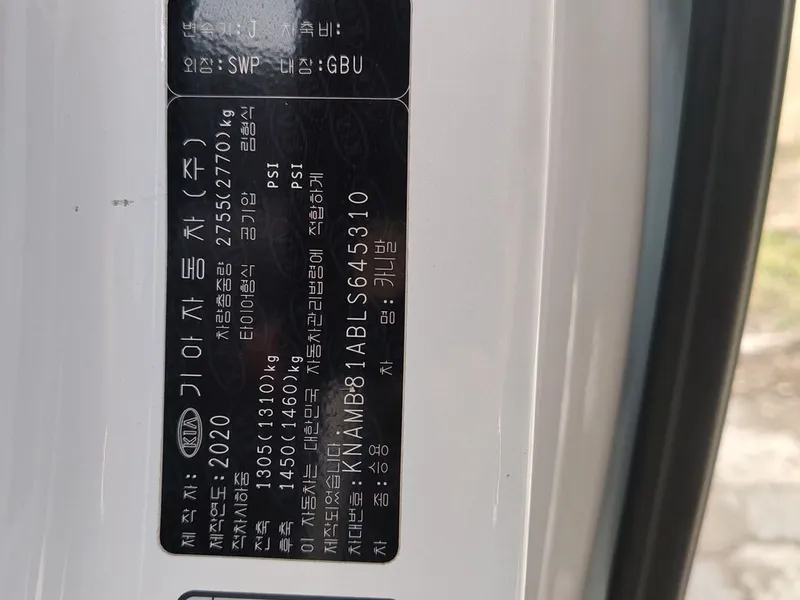 변속기:J 차축비:
외장:SWP 내장:GBU
제 작 자: KIA 기 아 자 동 차 ( 주 )
제작연도:2020 차량총중량 2755(2770)kg
적차시하중 타이어형식 공기압 림형식
전축 1305(1310)kg PSI
후축 1450(1460)kg PSI
이 자동차는 대한민국 자동차관리법령에 적합하게
제작되었습니다.
차대번호:KNAMB81ABLS645310
차 종: 승용 차 명: 카니발